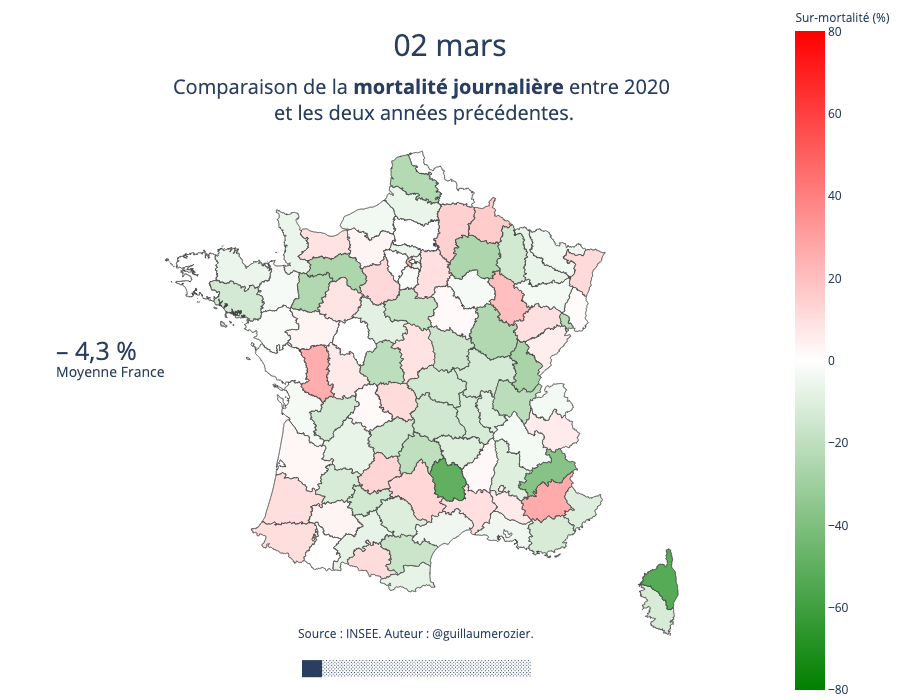 Sur-mortalité (%)
02 mars
Comparaison de la mortalité journalière entre 2020
et les deux années précédentes.
80
60
40
20
0
−20
−40
−60
−80
– 4,3 %
Moyenne France
Source : INSEE. Auteur : @guillaumerozier.